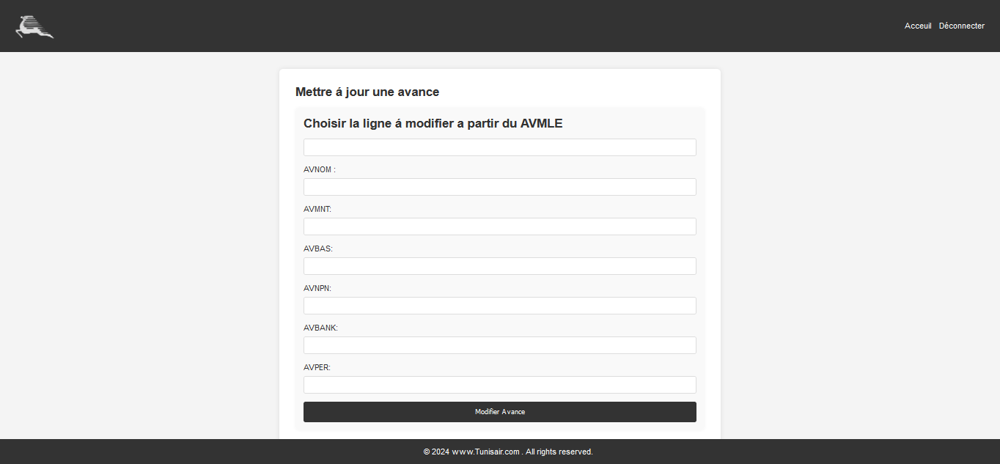 Acceuil Déconnecter
Mettre á jour une avance
Choisir la ligne á modifier a partir du AVMLE
AVNOM :
AVMNT:
AVBAS:
AVNPN:
AVBANK:
AVPER:
Modifier Avance
© 2024 www.Tunisair.com . All rights reserved.